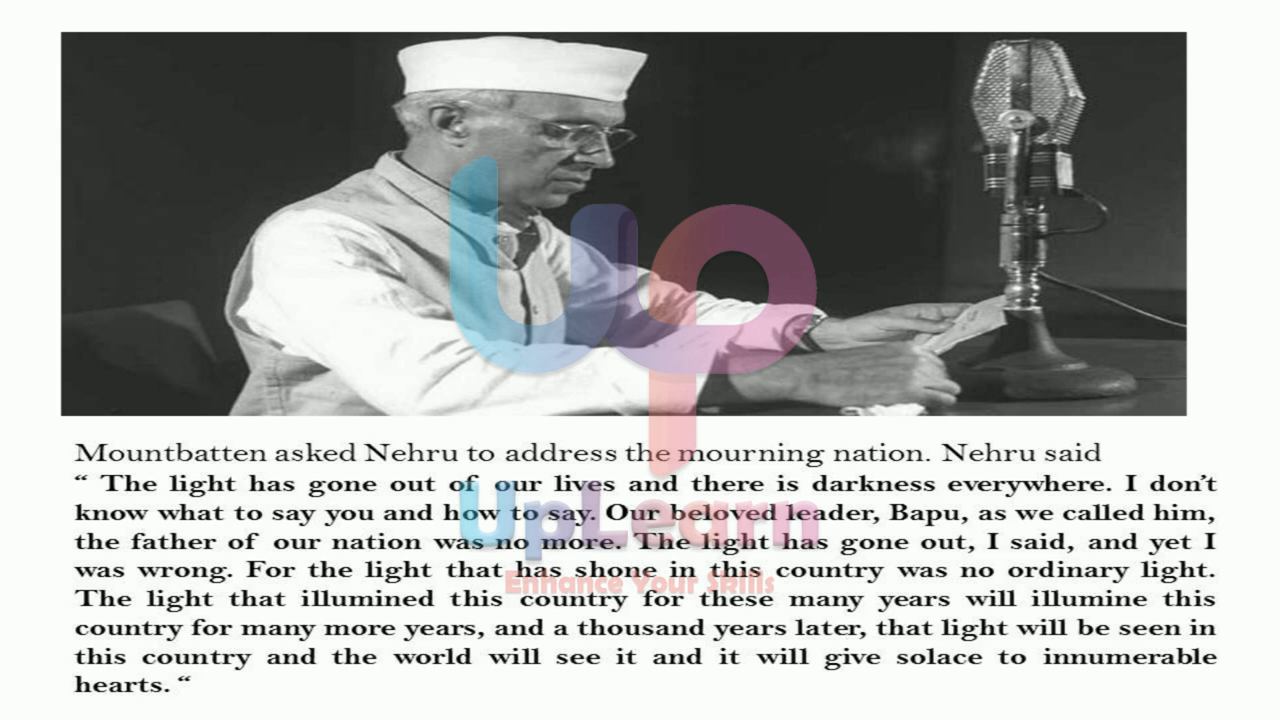 Mountbatten asked Nehru to address the mourning nation. Nehru said
“ The light has gone out of our lives and there is darkness everywhere. I don’t
know what to say you and how to say. Our beloved leader, Bapu, as we called him,
the father of our nation was no more. The light has gone out, I said, and yet I
was wrong. For the light that has shone in this country was no ordinary light.
The light that illumined this country for these many years will illumine this
country for many more years, and a thousand years later, that light will be seen in
this country and the world will see it and it will give solace to innumerable
hearts. “
UP
UpLearn
Enhance Your Skills